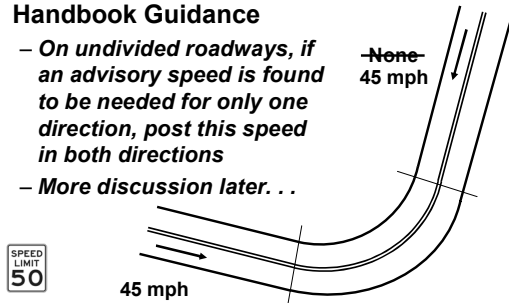 Handbook Guidance
– On undivided roadways, if
an advisory speed is found
to be needed for only one
direction, post this speed
in both directions
– More discussion later. . .
None
45 mph
SPEED
LIMIT
50
45 mph